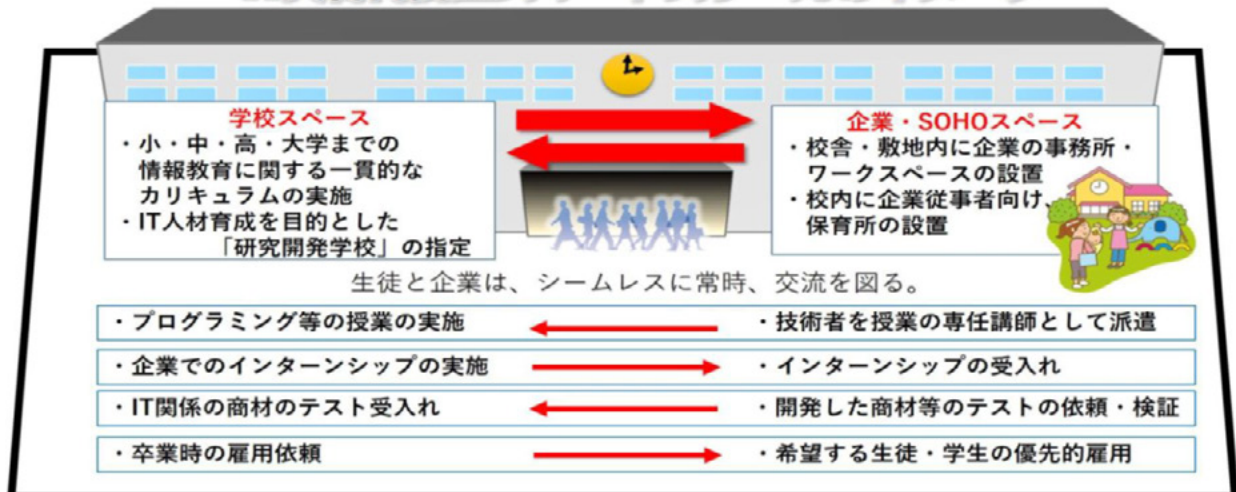 学校スペース
・小・中・高・大学までの
情報教育に関する一貫的な
カリキュラムの実施
・IT人材育成を目的とした
「研究開発学校」の指定
企業・SOHOスペース
・校舎・敷地内に企業の事務所・
ワークスペースの設置
・校内に企業従事者向け、
保育所の設置
生徒と企業は、シームレスに常時、交流を図る。
・プログラミング等の授業の実施
・技術者を授業の専任講師として派遣
・企業でのインターンシップの実施
・インターンシップの受入れ
・IT関係の商材のテスト受入れ
・開発した商材等のテストの依頼・検証
・卒業時の雇用依頼
・希望する生徒・学生の優先的雇用